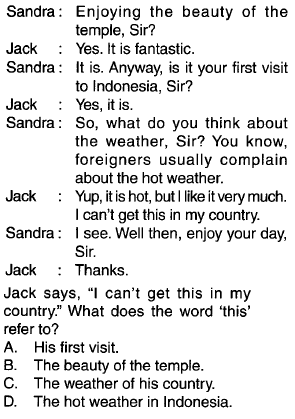 Sandra : Enjoying the beauty of the
temple, Sir?
Jack : Yes. It is fantastic.
Sandra : It is. Anyway, is it your first visit
to Indonesia, Sir?
Jack : Yes, it is.
Sandra : So, what do you think about
the weather, Sir? You know,
foreigners usually complain
about the hot weather.
Jack : Yup, it is hot, but I like it very much.
I can't get this in my country.
Sandra : I see. Well then, enjoy your day,
Sir.
Jack : Thanks.
Jack says, "I can't get this in my
country." What does the word 'this'
refer to?
A. His first visit.
B. The beauty of the temple.
C. The weather of his country.
D. The hot weather in Indonesia.